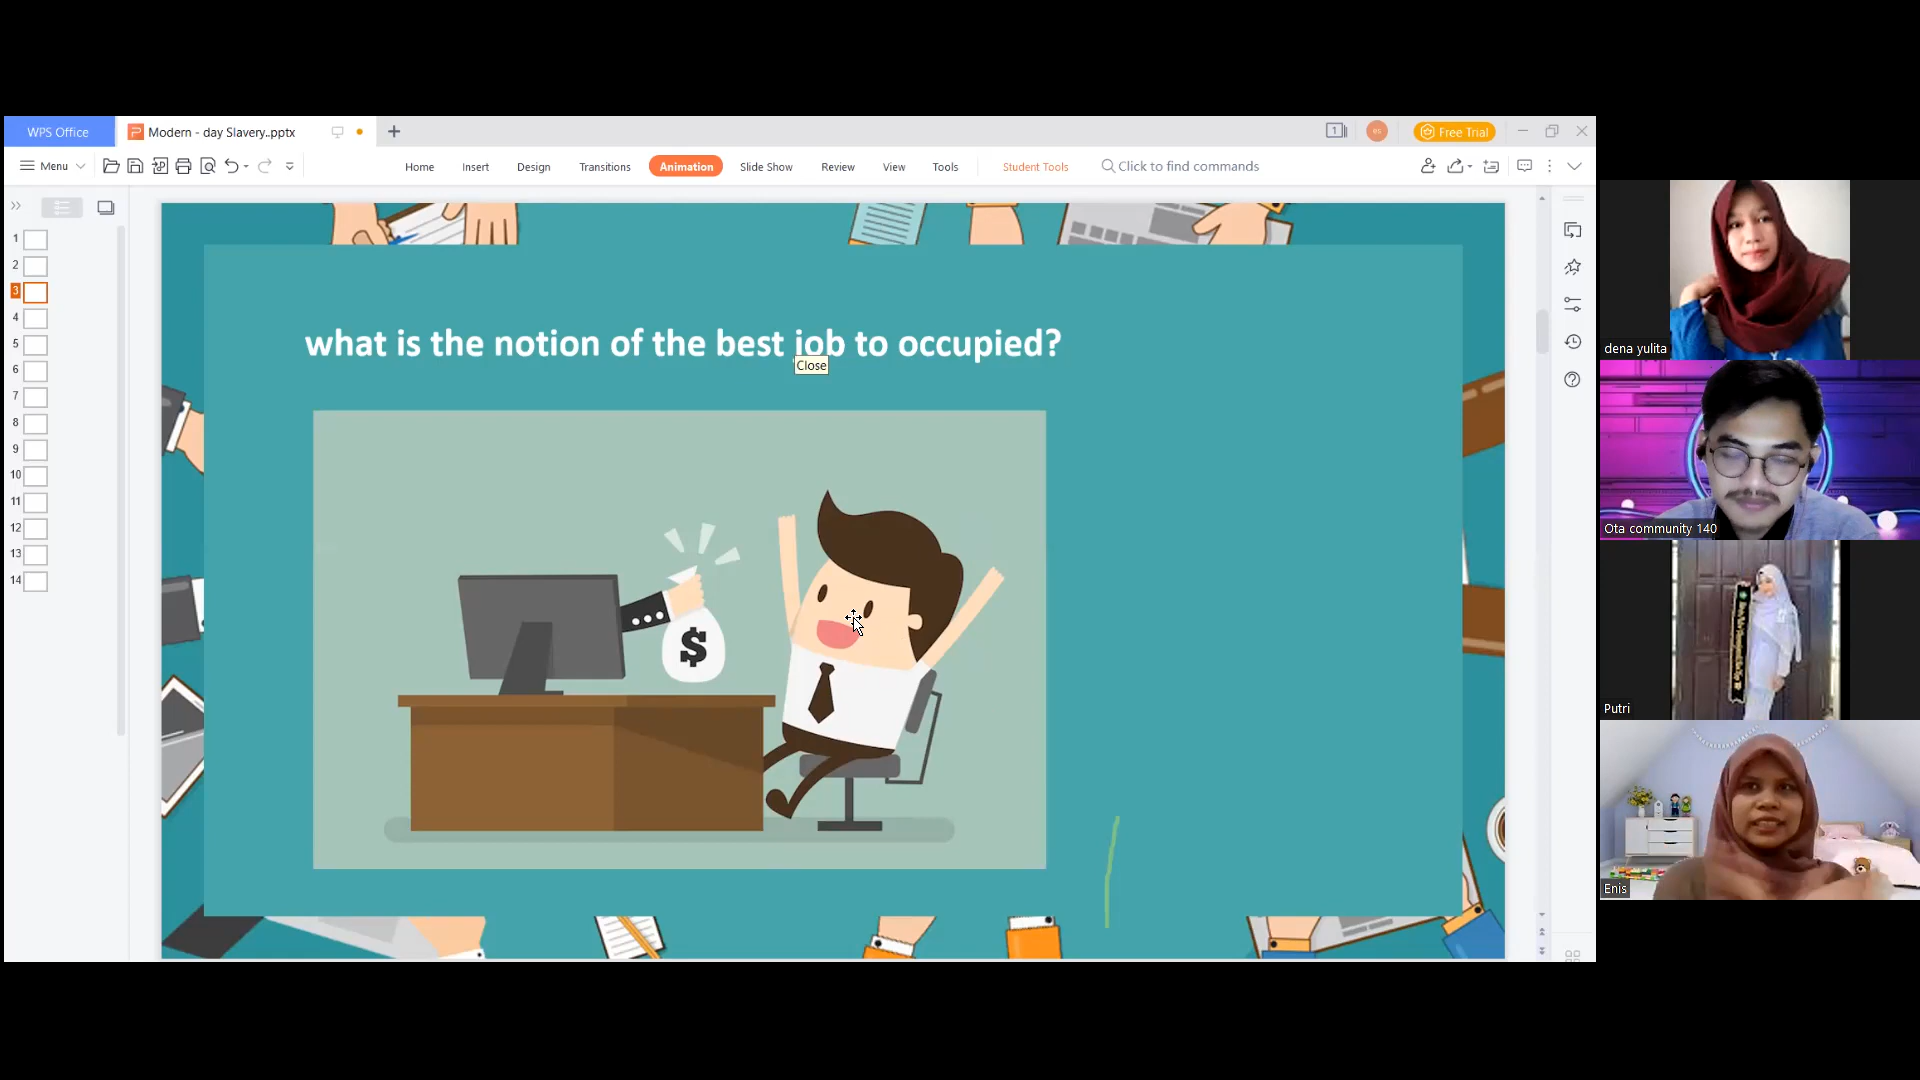 WPS Office
Modern - day Slavery..pptx
1
es
Free Trial
Menu
Home
Insert
Design
Transitions
Animation
Slide Show
Review
View
Tools
Student Tools
Click to find commands
1
2
3
4
5
6
7
8
9
10
11
12
13
14
what is the notion of the best job to occupied?
Close
$
dena yulita
Ota community 140
Putri
Enis